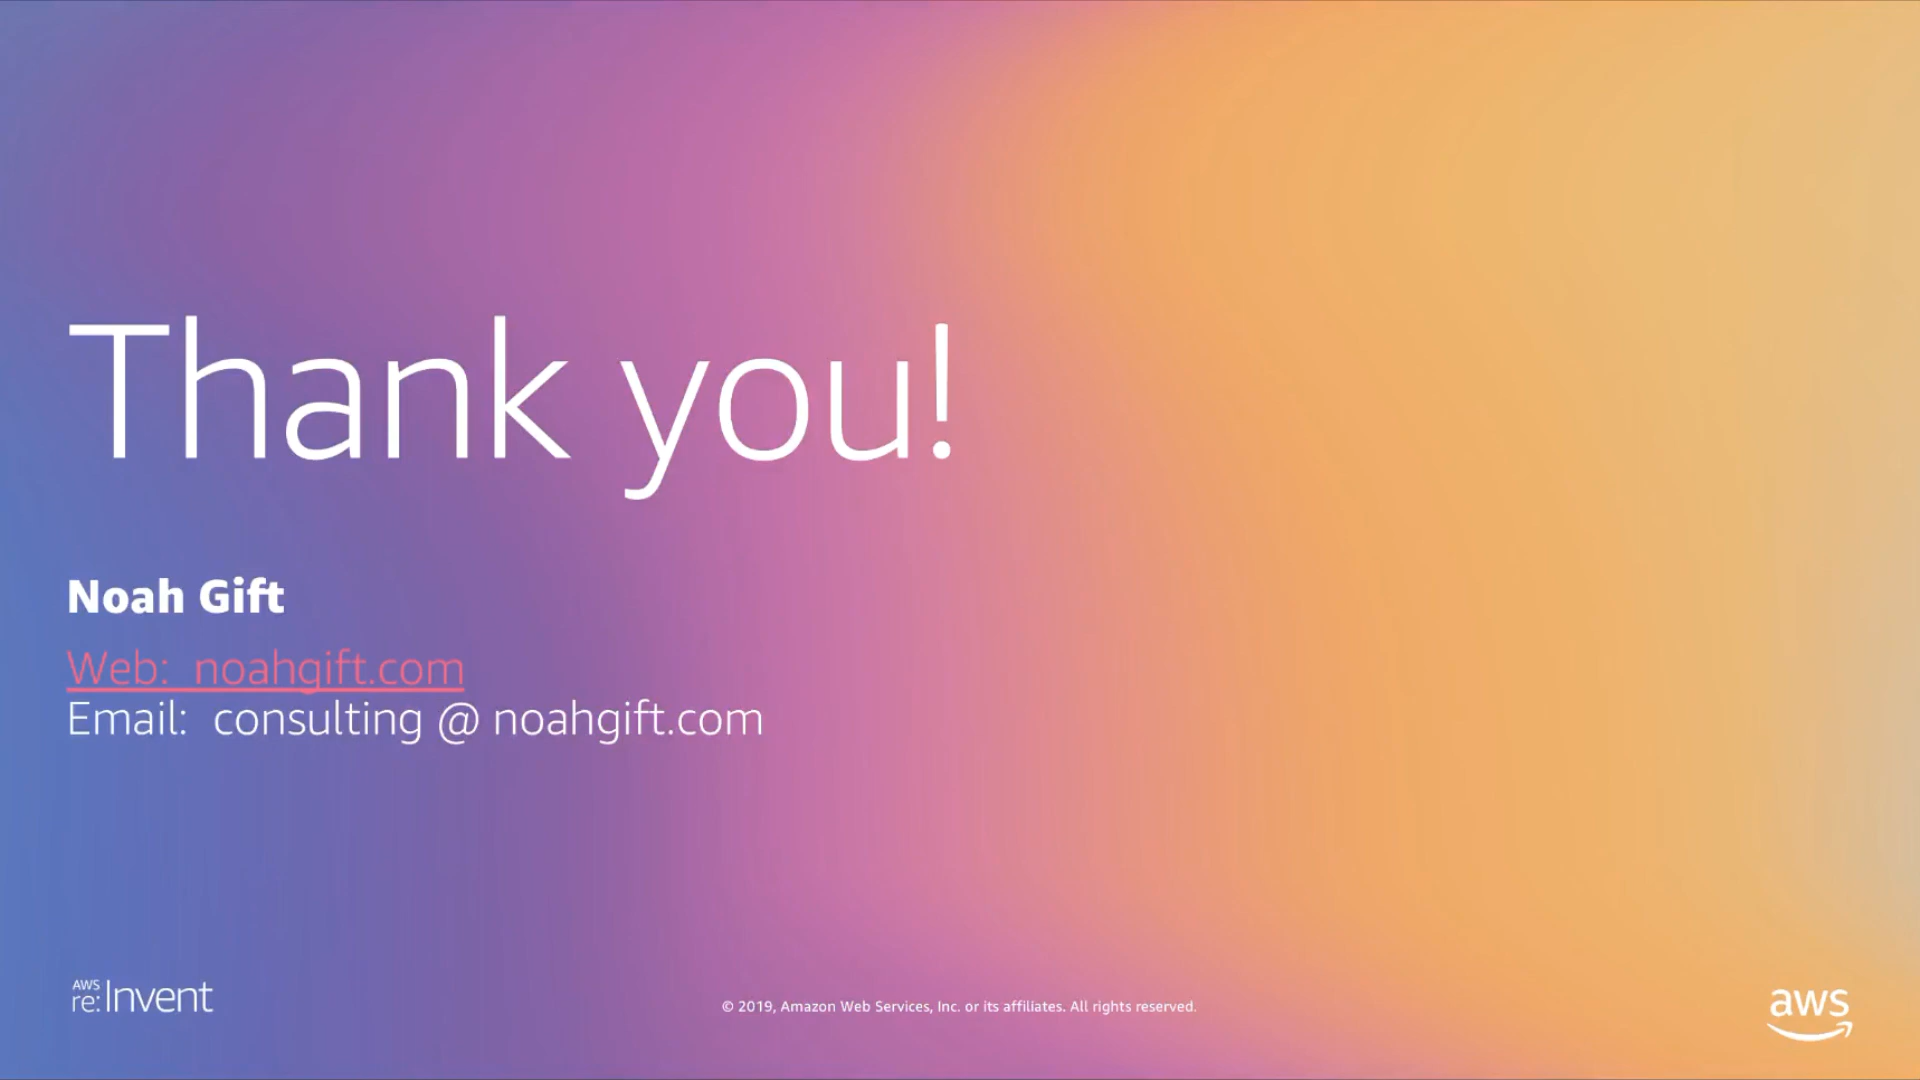 Thank you!
Noah Gift
Web: noahgift.com
Email: consulting @ noahgift.com
AWS
re:Invent
© 2019, Amazon Web Services, Inc. or its affiliates. All rights reserved.
aws